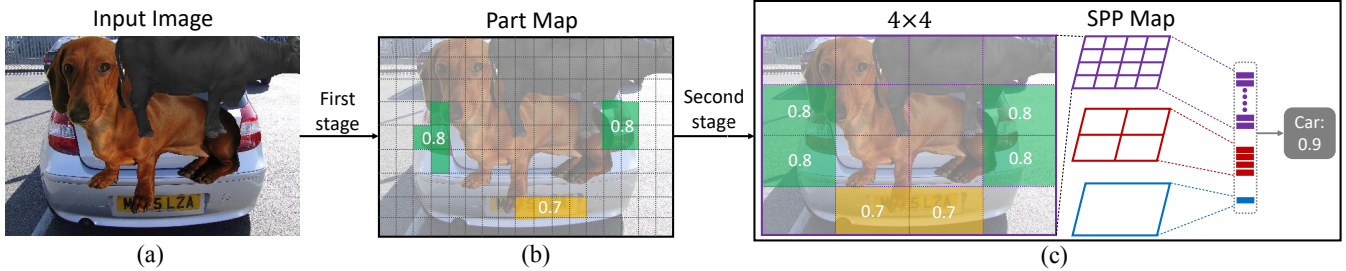 Input Image
Part Map
4×4
SPP Map
First
stage
Second
stage
0.8
0.8
0.7
0.8
0.8
0.8
0.8
0.7
0.7
Car:
0.9
LZA
(a)
(b)
(c)